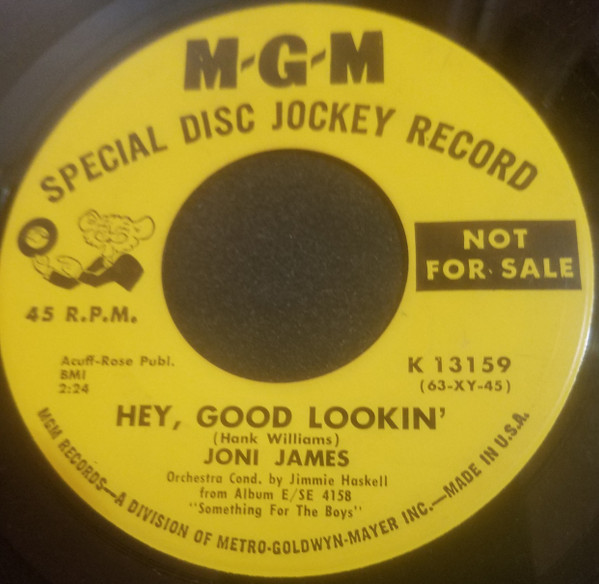 M-G-M
SPECIAL DISC JOCKEY RECORD
NOT
FOR SALE
45 R.P.M.
Acuff-Rose Publ.
BMI
2:24
K 13159
(63-XY-45)
HEY, GOOD LOOKIN'
(Hank Williams)
JONI JAMES
Orchestra Cond. by Jimmie Haskell
from Album E/SE 4158
"Something For The Boys"
MGM RECORDS—A DIVISION OF METRO-GOLDWYN-MAYER INC.—MADE IN U.S.A.